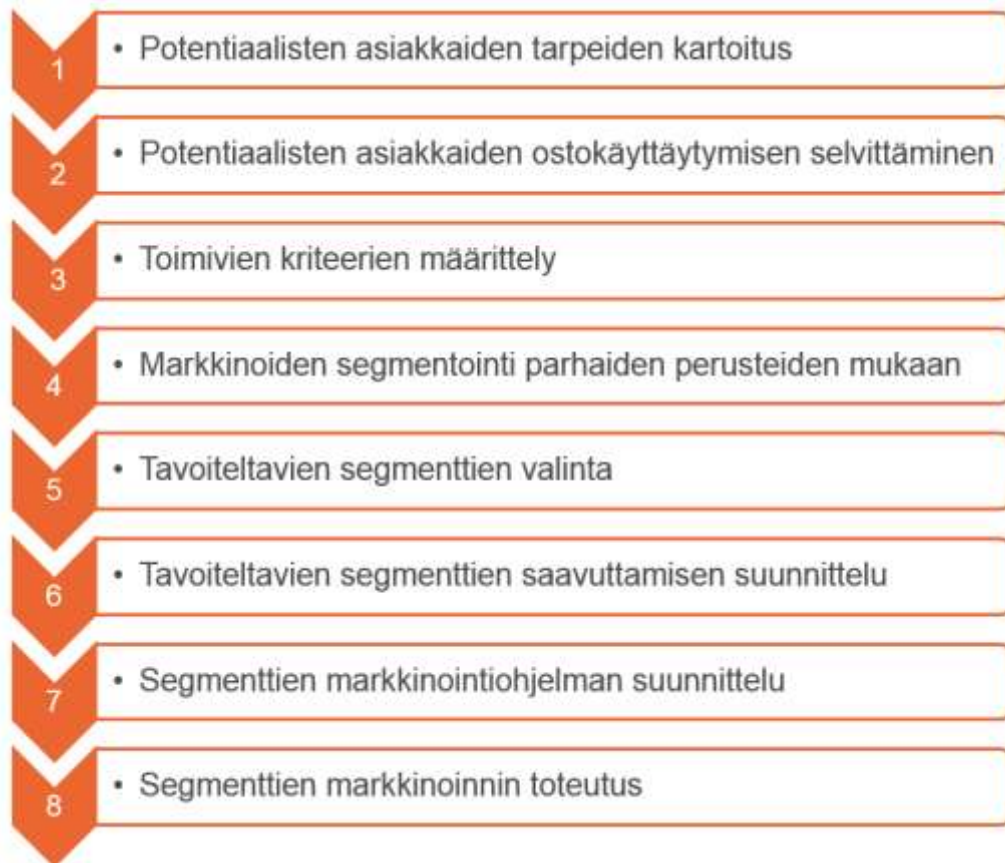 1
• Potentiaalisten asiakkaiden tarpeiden kartoitus
2
• Potentiaalisten asiakkaiden ostokäyttäytymisen selvittäminen
3
• Toimivien kriteerien määrittely
4
• Markkinoiden segmentointi parhaiden perusteiden mukaan
5
• Tavoiteltavien segmenttien valinta
6
• Tavoiteltavien segmenttien saavuttamisen suunnittelu
7
• Segmenttien markkinointiohjelman suunnittelu
8
• Segmenttien markkinoinnin toteutus